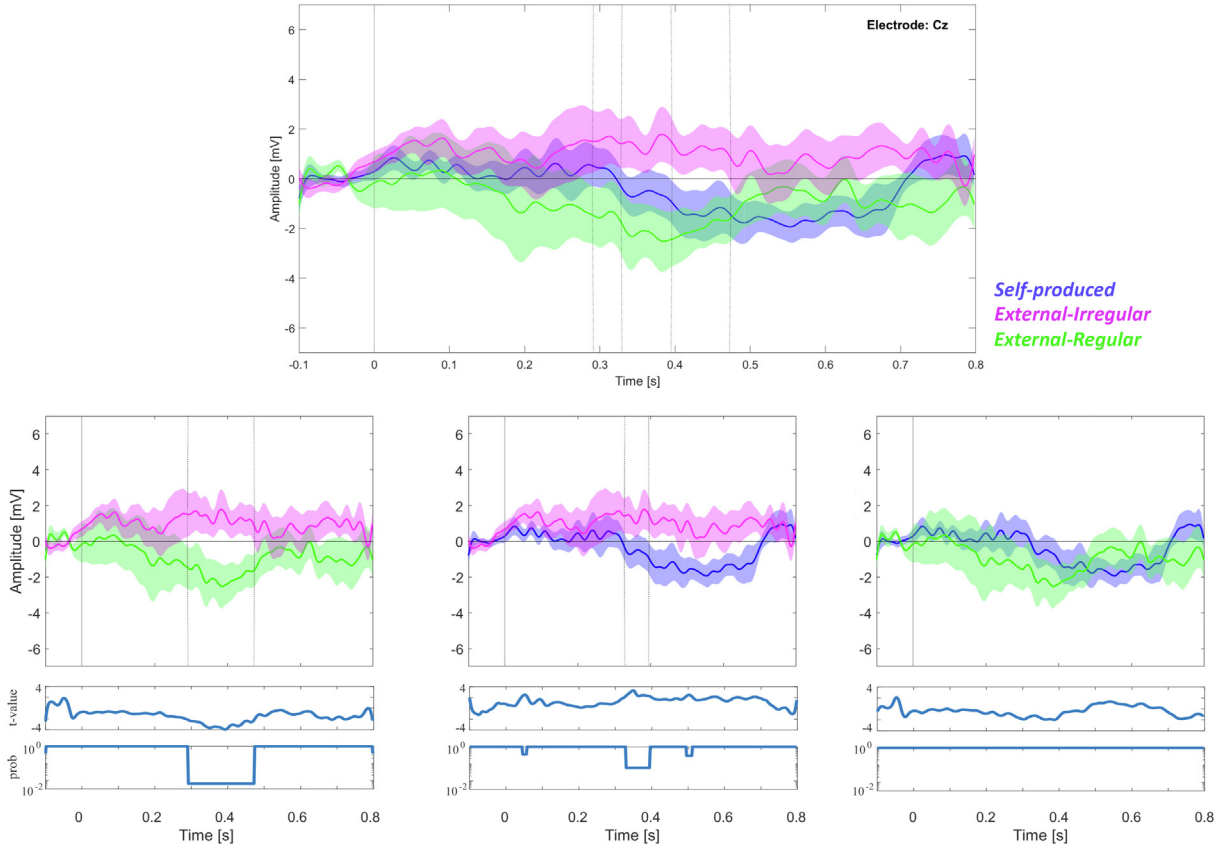 Electrode: Cz
Amplitude [mV]
6
4
2
0
-2
-4
-6
-0.1 0 0.1 0.2 0.3 0.4 0.5 0.6 0.7 0.8
Time [s]
Self-produced
External-Irregular
External-Regular
Amplitude [mV]
6
4
2
0
-2
-4
-6
6
4
2
0
-2
-4
-6
6
4
2
0
-2
-4
-6
t-value
4
-4
4
-4
4
-4
prob
10^0
10^-2
10^0
10^-2
10^0
10^-2
0 0.2 0.4 0.6 0.8
Time [s]
0 0.2 0.4 0.6 0.8
Time [s]
0 0.2 0.4 0.6 0.8
Time [s]